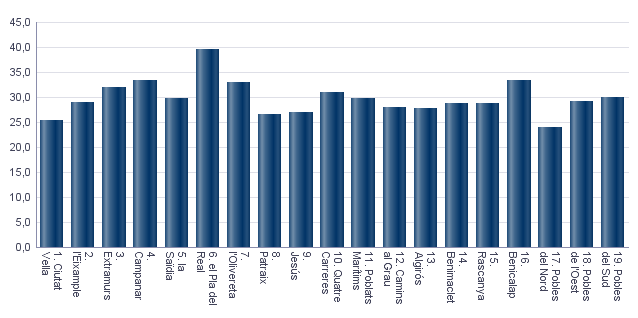 45,0
40,0
35,0
30,0
25,0
20,0
15,0
10,0
5,0
0,0
1. Ciutat
Vella
2.
l'Eixample
3.
Extramurs
4.
Campanar
5. la
Saïdia
6. el Pla del
Real
7.
l'Olivereta
8.
Patraix
9.
Jesús
10. Quatre
Carreres
11. Poblats
Marítims
12. Camins
al Grau
13.
Algirós
14.
Benimaclet
15.
Rascanya
16.
Benicalap
17. Pobles
del Nord
18. Pobles
de l'Oest
19. Pobles
del Sud